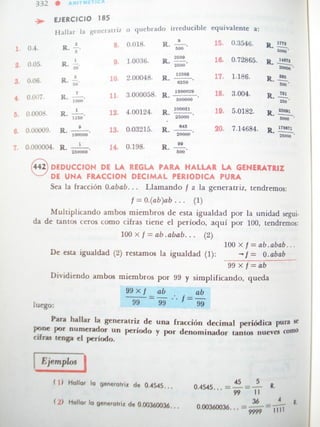 332 ● ARITMETICA
EJERCICIO 185
Hallar la generatriz o quebrado irreducible equivalente a:
1. 0.4. R. 2/5
2. 0.05. R. 1/20
3. 0.06. R. 3/50
4. 0.007. R. 7/1000
5. 0.0008. R. 1/1250
6. 0.00009. R. 9/100000
7. 0.000004. R. 1/250000
8. 0.018. R. 9/500
9. 1.0036. R. 2509/2500
10. 2.00048. R. 12503/6250
11. 3.000058. R. 1500029/500000
12. 4.00124. R. 100031/25000
13. 0.03215. R. 643/20000
14. 0.198. R. 99/500
15. 0.3546. R. 1773/5000
16. 0.72865. R. 14573/20000
17. 1.186. R. 593/500
18. 3.004. R. 751/250
19. 5.0182. R. 25091/5000
20. 7.14684. R. 178671/25000
442 DEDUCCION DE LA REGLA PARA HALLAR LA GENERATRIZ
DE UNA FRACCION DECIMAL PERIODICA PURA
Sea la fracción 0.abab... Llamando f a la generatriz, tendremos:
f = 0.(ab)ab ... (1)
Multiplicando ambos miembros de esta igualdad por la unidad segui-
da de tantos ceros como cifras tiene el período, aquí por 100, tendremos:
100 x f = ab.abab... (2)
100 x f = ab.abab...
De esta igualdad (2) restamos la igualdad (1): - f = 0.abab
99 x f = ab
Dividiendo ambos miembros por 99 y simplificando, queda
99 x f / 99 = ab / 99 ∴ f = ab / 99
luego:
Para hallar la generatriz de una fracción decimal periódica pura se
pone por numerador un período y por denominador tantos nueves como
cifras tenga el período.
Ejemplos
(1) Hallar la generatriz de 0.4545... 0.4545... = 45/99 = 5/11 R.
(2) Hallar la generatriz de 0.00360036... 0.00360036... = 36/9999 = 4/1111 R.